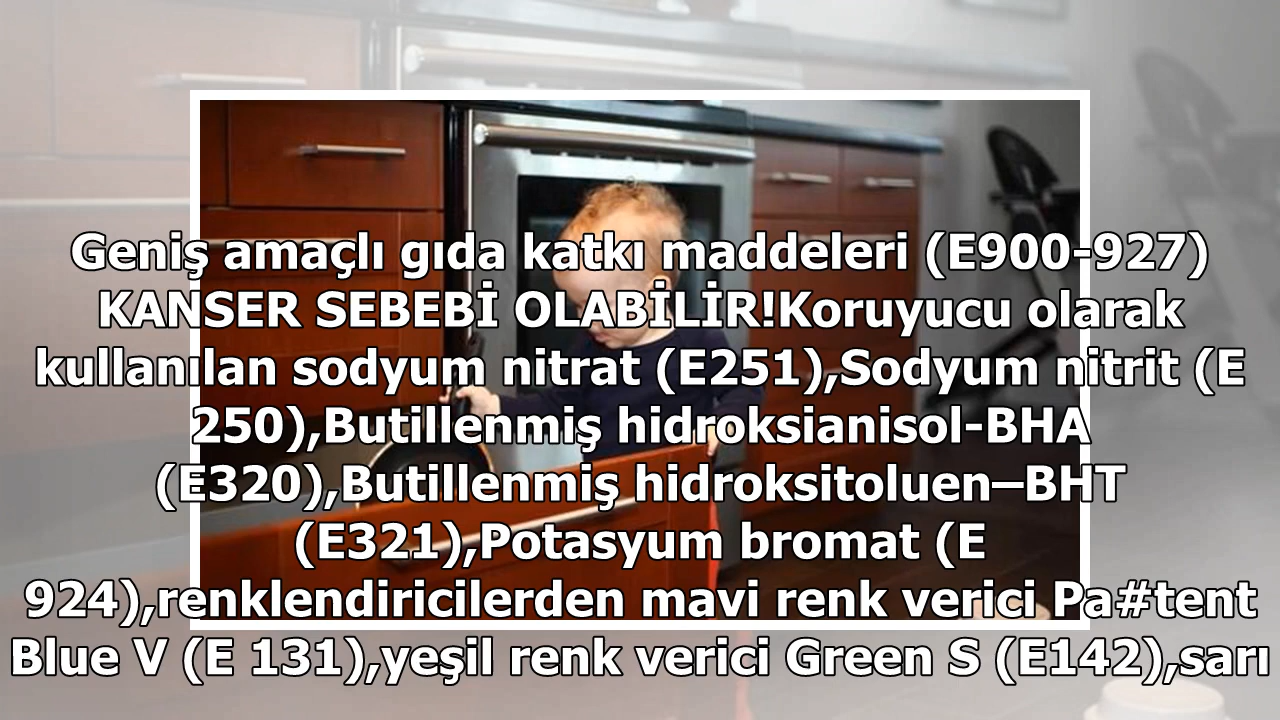 Geniş amaçlı gıda katkı maddeleri (E900-927)
KANSER SEBEBİ OLABİLİR!Koruyucu olarak
kullanılan sodyum nitrat (E251),Sodyum nitrit (E
250),Butillenmiş hidroksianisol-BHA
(E320),Butillenmiş hidroksitoluen–BHT
(E321),Potasyum bromat (E
924),renklendiricilerden mavi renk verici Pa#tent
Blue V (E 131),yeşil renk verici Green S (E142),sarı